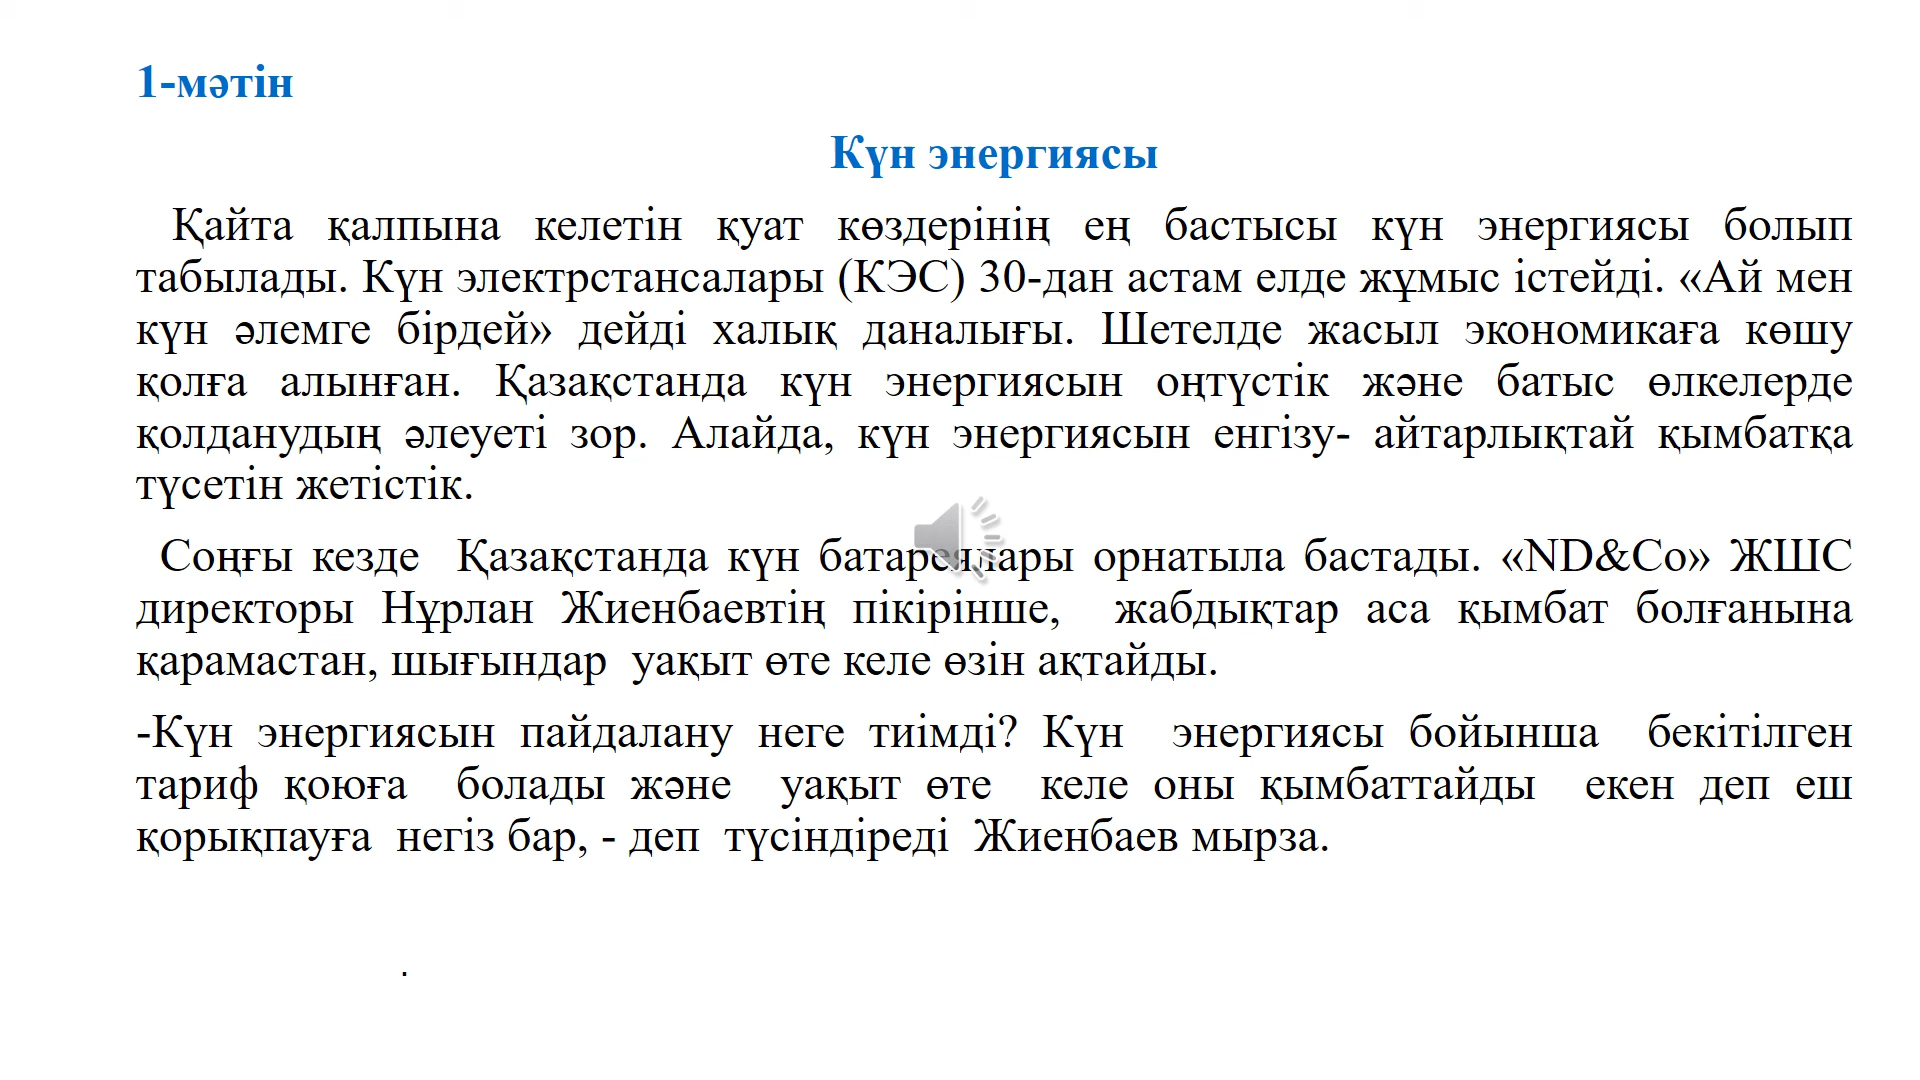 1-мәтін
Күн энергиясы
Қайта қалпына келетін қуат көздерінің ең бастысы күн энергиясы болып
табылады. Күн электрстансалары (КЭС) 30-дан астам елде жұмыс істейді. «Ай мен
күн әлемге бірдей» дейді халық даналығы. Шетелде жасыл экономикаға көшу
қолға алынған. Қазақстанда күн энергиясын оңтүстік және батыс өлкелерде
қолданудың әлеуеті зор. Алайда, күн энергиясын енгізу- айтарлықтай қымбатқа
түсетін жетістік.
Соңғы кезде Қазақстанда күн батареялары орнатыла бастады. «ND&Co» ЖШС
директоры Нұрлан Жиенбаевтің пікірінше, жабдықтар аса қымбат болғанына
қарамастан, шығындар уақыт өте келе өзін ақтайды.
-Күн энергиясын пайдалану неге тиімді? Күн энергиясы бойынша бекітілген
тариф қоюға болады және уақыт өте келе оны қымбаттайды екен деп еш
қорықпауға негіз бар, - деп түсіндіреді Жиенбаев мырза.
.